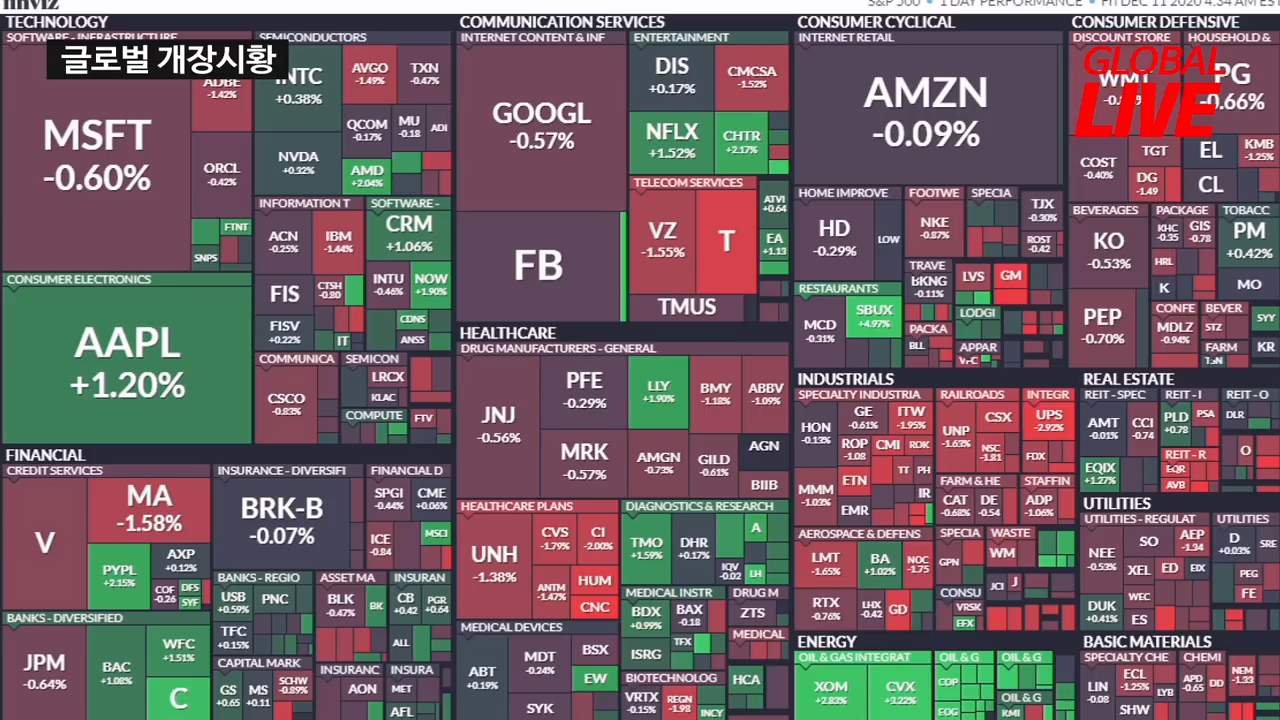 finviz
S&P 500 • 1 DAY PERFORMANCE • FRI DEC 11 2020 4:34 AM EST
글로벌 개장시황
GLOBAL
LIVE
TECHNOLOGY
SOFTWARE - INFRASTRUCTURE
MSFT
-0.60%
ADBE
-1.42%
ORCL
-0.42%
FTNT
SNPS
SEMICONDUCTORS
INTC
+0.38%
AVGO
-1.49%
TXN
-0.47%
QCOM
-0.17%
MU
-0.18
ADI
NVDA
+0.32%
AMD
+2.04%
INFORMATION T
ACN
-0.25%
IBM
-1.44%
FIS
CTSH
-0.80
FISV
+0.22%
IT
SOFTWARE -
CRM
+1.06%
INTU
-0.46%
NOW
+1.90%
CDNS
ANSS
CONSUMER ELECTRONICS
AAPL
+1.20%
COMMUNICA
CSCO
-0.83%
SEMICON
LRCX
KLAC
COMPUTE
FTV
COMMUNICATION SERVICES
INTERNET CONTENT & INF
GOOGL
-0.57%
FB
ENTERTAINMENT
DIS
+0.17%
CMCSA
-1.52%
NFLX
+1.52%
CHTR
+2.17%
ATVI
+0.64
EA
+1.13
TELECOM SERVICES
VZ
-1.55%
T
TMUS
CONSUMER CYCLICAL
INTERNET RETAIL
AMZN
-0.09%
HOME IMPROVE
HD
-0.29%
LOW
FOOTWE
NKE
-0.87%
SPECIA
TJX
-0.30%
ROST
-0.42
RESTAURANTS
MCD
-0.31%
SBUX
+4.97%
TRAVE
BKNG
-0.11%
LVS
GM
LODGI
PACKA
BLL
APPAR
VFC
CONSUMER DEFENSIVE
DISCOUNT STORE
WMT
COST
-0.40%
TGT
DG
-1.49
HOUSEHOLD &
PG
-0.66%
EL
KMB
-1.25%
CL
BEVERAGES
KO
-0.53%
PEP
-0.70%
PACKAGE
KHC
-0.35
GIS
-0.78
HRL
K
TOBACC
PM
+0.42%
MO
CONFE
MDLZ
-0.94%
BEVER
STZ
FARM
TSN
SYY
KR
HEALTHCARE
DRUG MANUFACTURERS - GENERAL
JNJ
-0.56%
PFE
-0.29%
LLY
+1.90%
BMY
-1.18%
ABBV
-1.09%
MRK
-0.57%
AMGN
-0.73%
GILD
-0.61%
AGN
BIIB
HEALTHCARE PLANS
UNH
-1.38%
CVS
-1.79%
CI
-2.00%
ANTM
-1.47%
HUM
CNC
DIAGNOSTICS & RESEARCH
TMO
+1.59%
DHR
+0.17%
A
IQV
-0.02
LH
MEDICAL INSTR
BDX
+0.99%
BAX
-0.18
TFX
ISRG
DRUG M
ZTS
MEDICAL
HCA
MEDICAL DEVICES
ABT
+0.19%
MDT
-0.24%
BSX
EW
SYK
BIOTECHNOLOG
VRTX
-0.15%
REGN
-1.98
INCY
FINANCIAL
CREDIT SERVICES
V
MA
-1.58%
PYPL
+2.15%
AXP
+0.12%
COF
-0.26
DFS
SYF
INSURANCE - DIVERSIFI
BRK-B
-0.07%
FINANCIAL D
SPGI
-0.44%
CME
+0.06%
ICE
-0.84
MSCI
BANKS - REGIO
USB
+0.59%
PNC
TFC
+0.15%
ASSET MA
BLK
-0.47%
BK
INSURAN
CB
+0.42
PGR
+0.64
ALL
BANKS - DIVERSIFIED
JPM
-0.64%
BAC
+1.08%
WFC
+1.51%
C
CAPITAL MARK
GS
+0.65
MS
+0.11
SCHW
-0.89%
INSURANC
AON
INSURA
MET
AFL
INDUSTRIALS
SPECIALTY INDUSTRIA
HON
-0.13%
GE
-0.61%
ITW
-1.95%
ROP
-1.08
CMI
ROK
MMM
-1.03%
ETN
TT
PH
EMR
IR
RAILROADS
UNP
-1.63%
CSX
NSC
-1.81
INTEGR
UPS
-2.92%
FDX
FARM & HE
CAT
-0.68%
DE
-0.54
STAFFIN
ADP
-1.06%
AEROSPACE & DEFENS
LMT
-1.65%
BA
+1.02%
NOC
-1.75
RTX
-0.76%
LHX
-0.42
GD
SPECIA
GPN
WASTE
WM
JCI
J
CONSU
VRSK
EFX
REAL ESTATE
REIT - SPEC
AMT
-0.01%
CCI
-0.74
EQIX
+1.27%
REIT - I
PLD
+0.78
PSA
REIT - R
EQR
AVB
REIT - O
DLR
O
UTILITIES
UTILITIES - REGULAT
NEE
-0.53%
SO
AEP
-1.34
XEL
ED
EIX
DUK
+0.41%
WEC
ES
UTILITIES
D
+0.03%
SRE
PEG
FE
ENERGY
OIL & GAS INTEGRAT
XOM
+2.83%
CVX
+3.22%
OIL & G
COP
EOG
OIL & G
OIL & G
KMI
BASIC MATERIALS
SPECIALTY CHE
LIN
-0.08
ECL
-1.25%
LYB
SHW
CHEMI
APD
-0.65
DD
NEM
-1.33